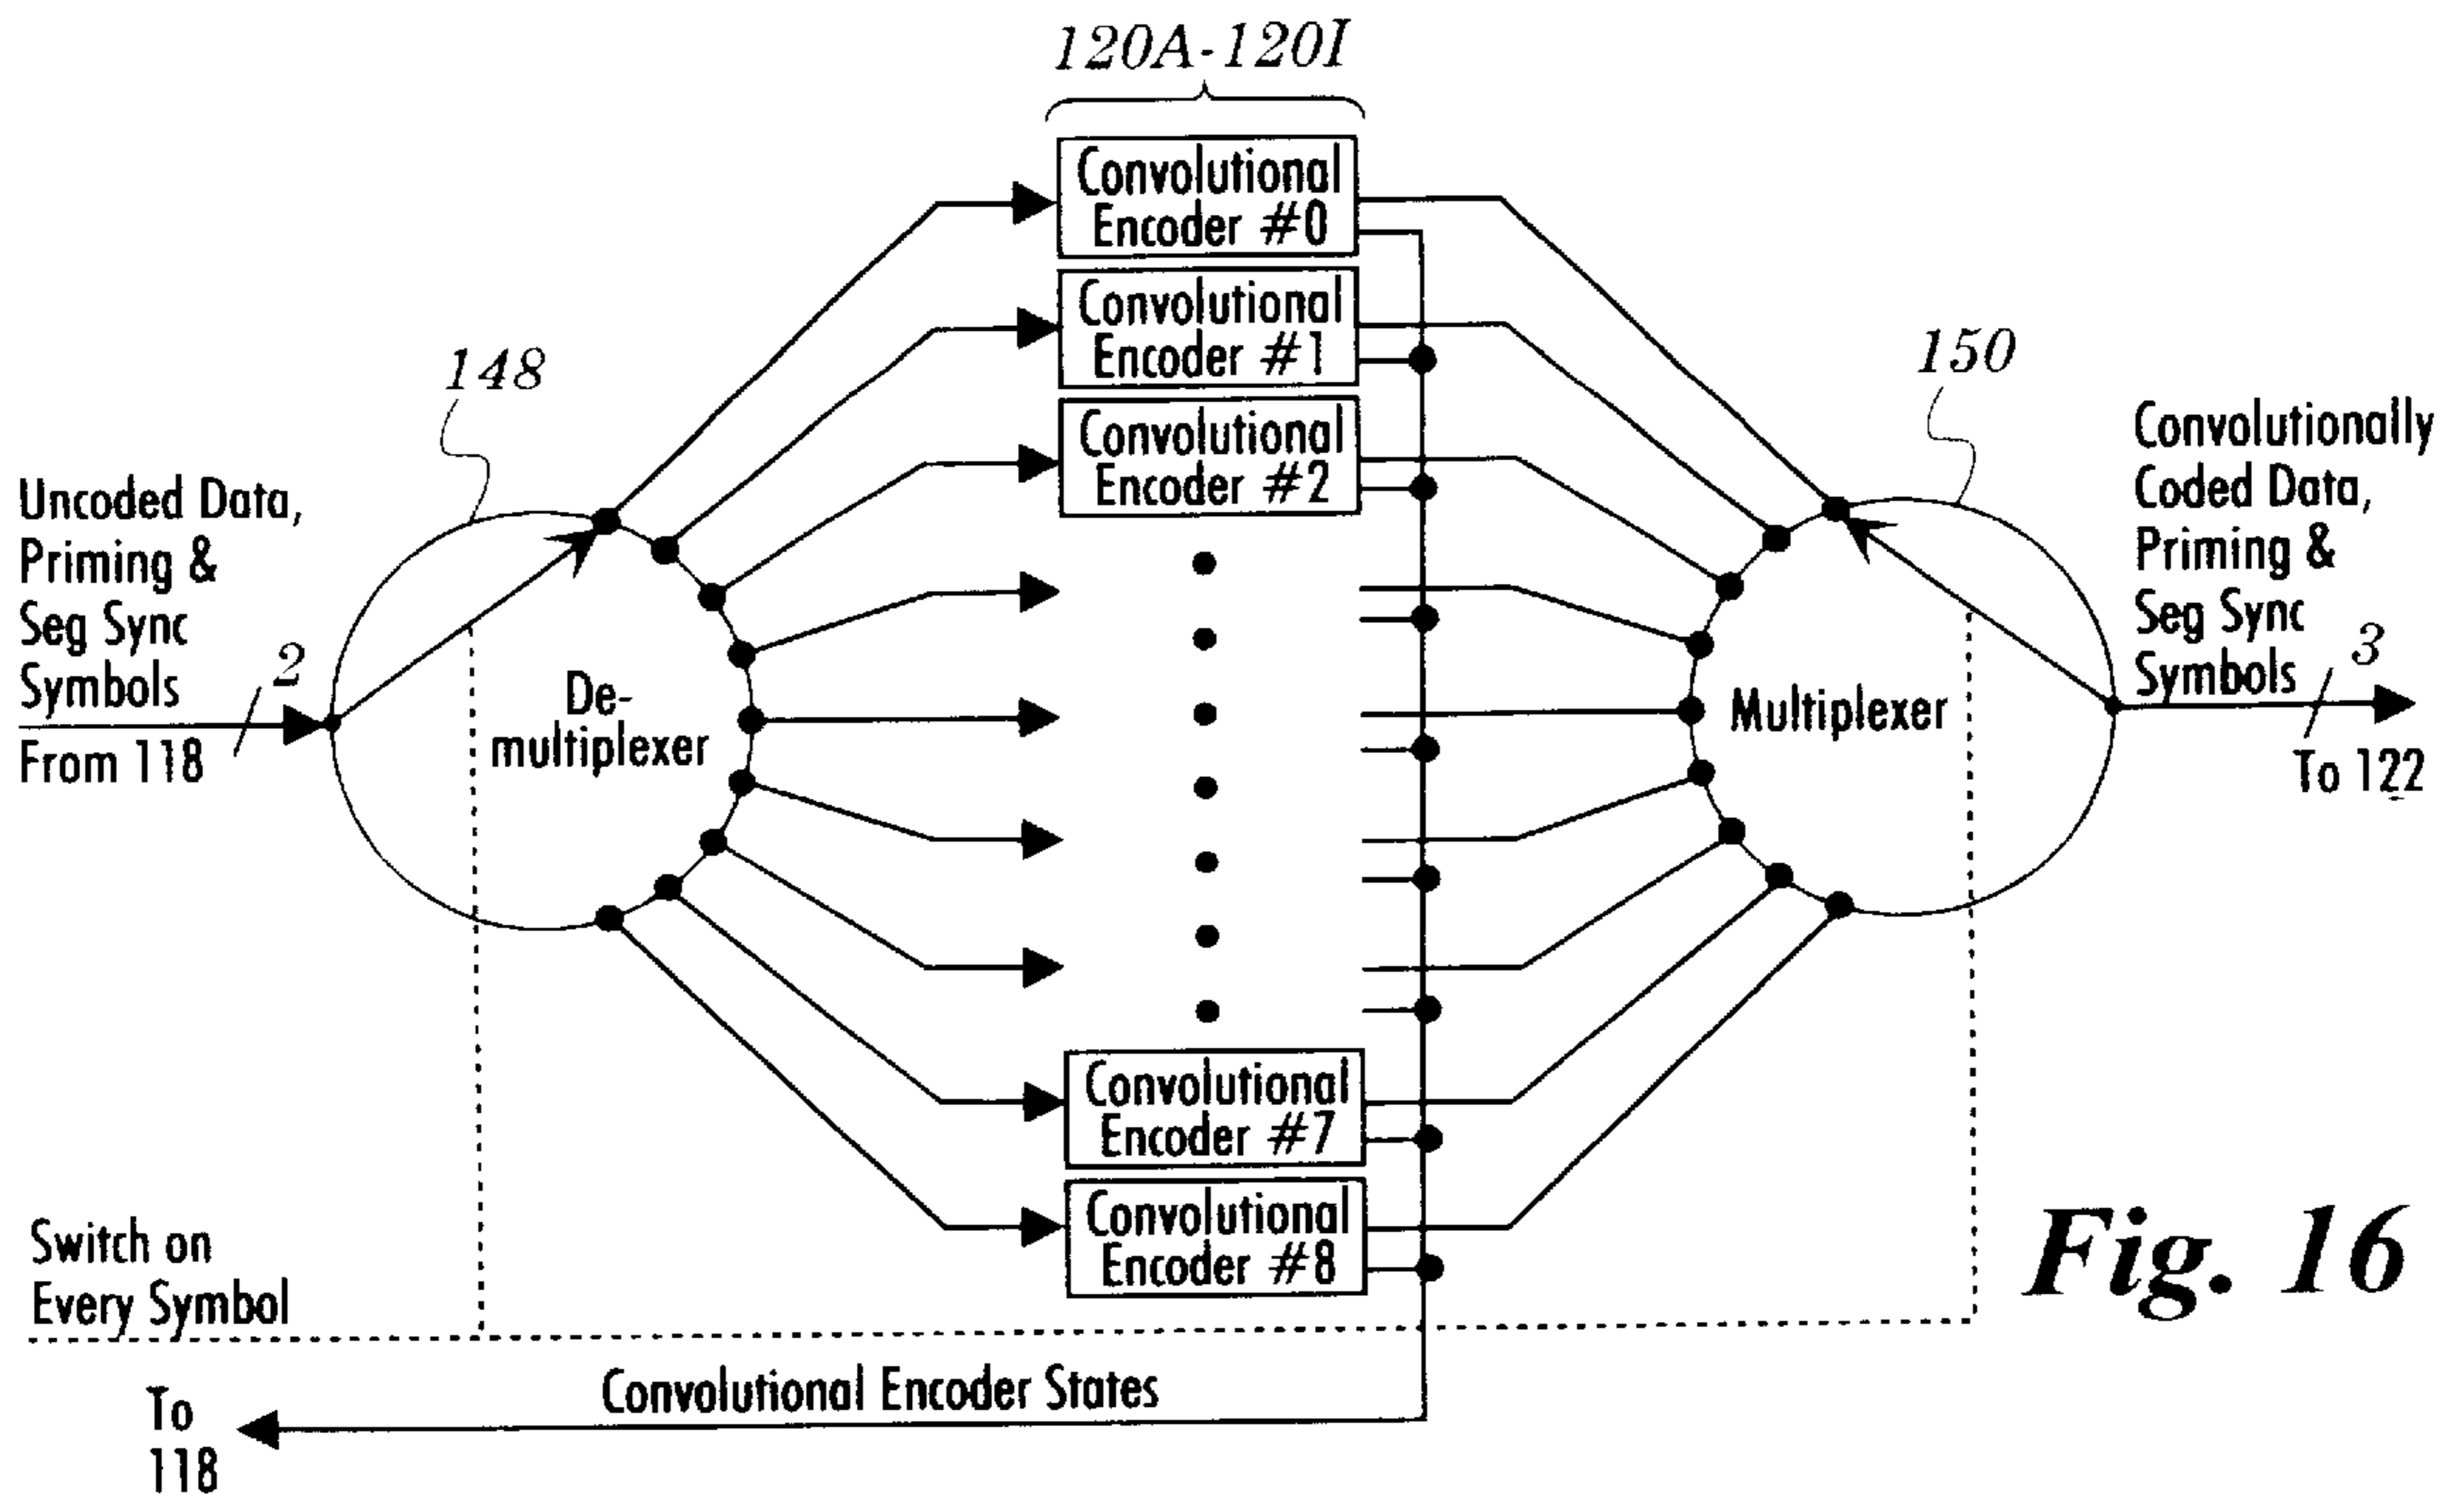 120A-120I
Convolutional
Encoder #0
Convolutional
Encoder #1
Convolutional
Encoder #2
148
150
Uncoded Data,
Priming &
Seg Sync
Symbols
2
From 118
De-
multiplexer
Multiplexer
Convolutionally
Coded Data,
Priming &
Seg Sync
Symbols
3
To 122
Convolutional
Encoder #7
Convolutional
Encoder #8
Switch on
Every Symbol
Convolutional Encoder States
To
118
Fig. 16